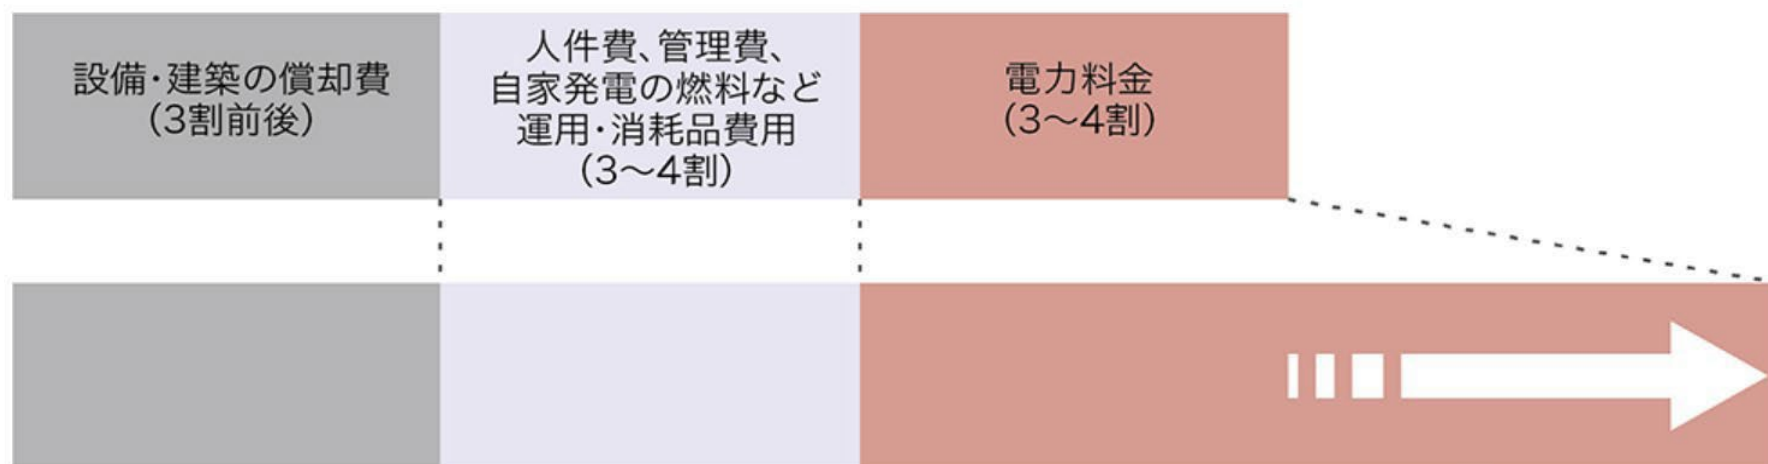 設備・建築の償却費
(3割前後)
人件費、管理費、
自家発電の燃料など
運用・消耗品費用
(3〜4割)
電力料金
(3〜4割)